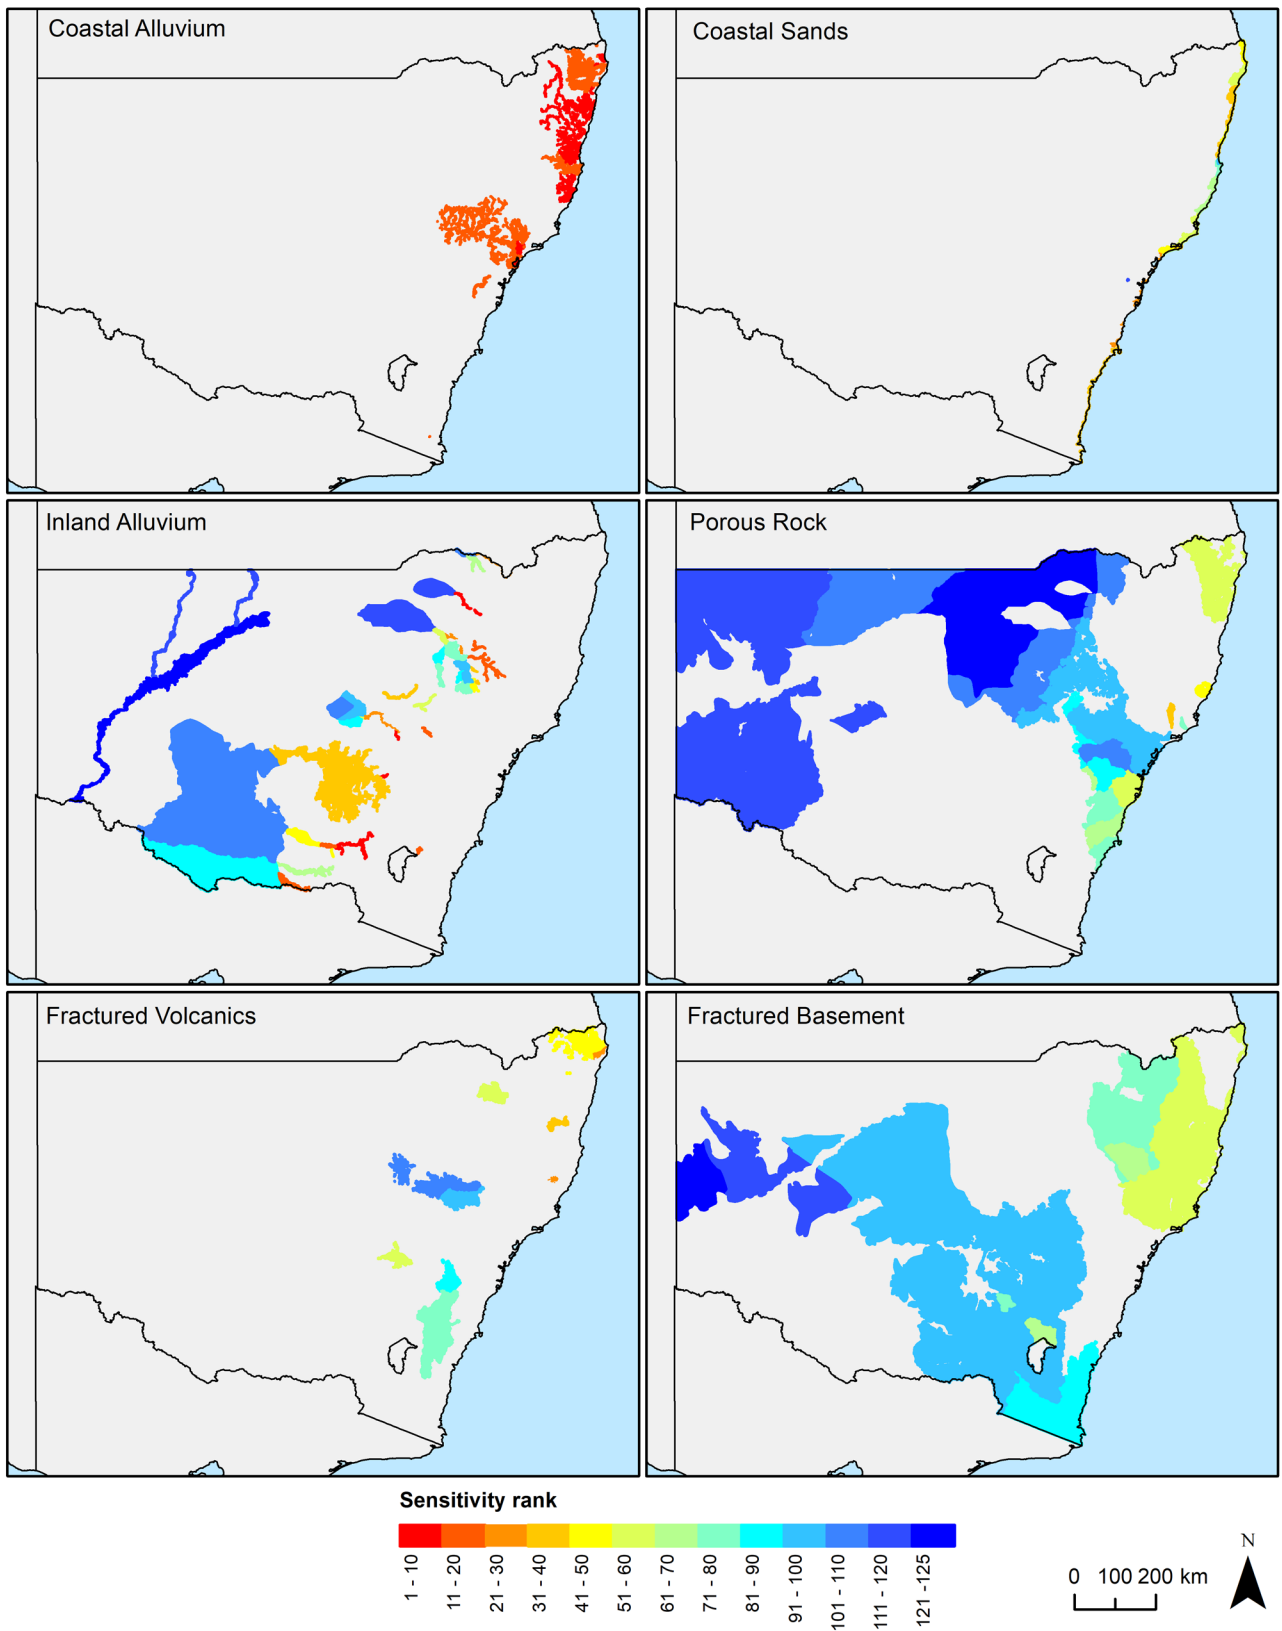 Coastal Alluvium
Coastal Sands
Inland Alluvium
Porous Rock
Fractured Volcanics
Fractured Basement
Sensitivity rank
1 - 10
11 - 20
21 - 30
31 - 40
41 - 50
51 - 60
61 - 70
71 - 80
81 - 90
91 - 100
101 - 110
111 - 120
121 -125
0 100 200 km
N